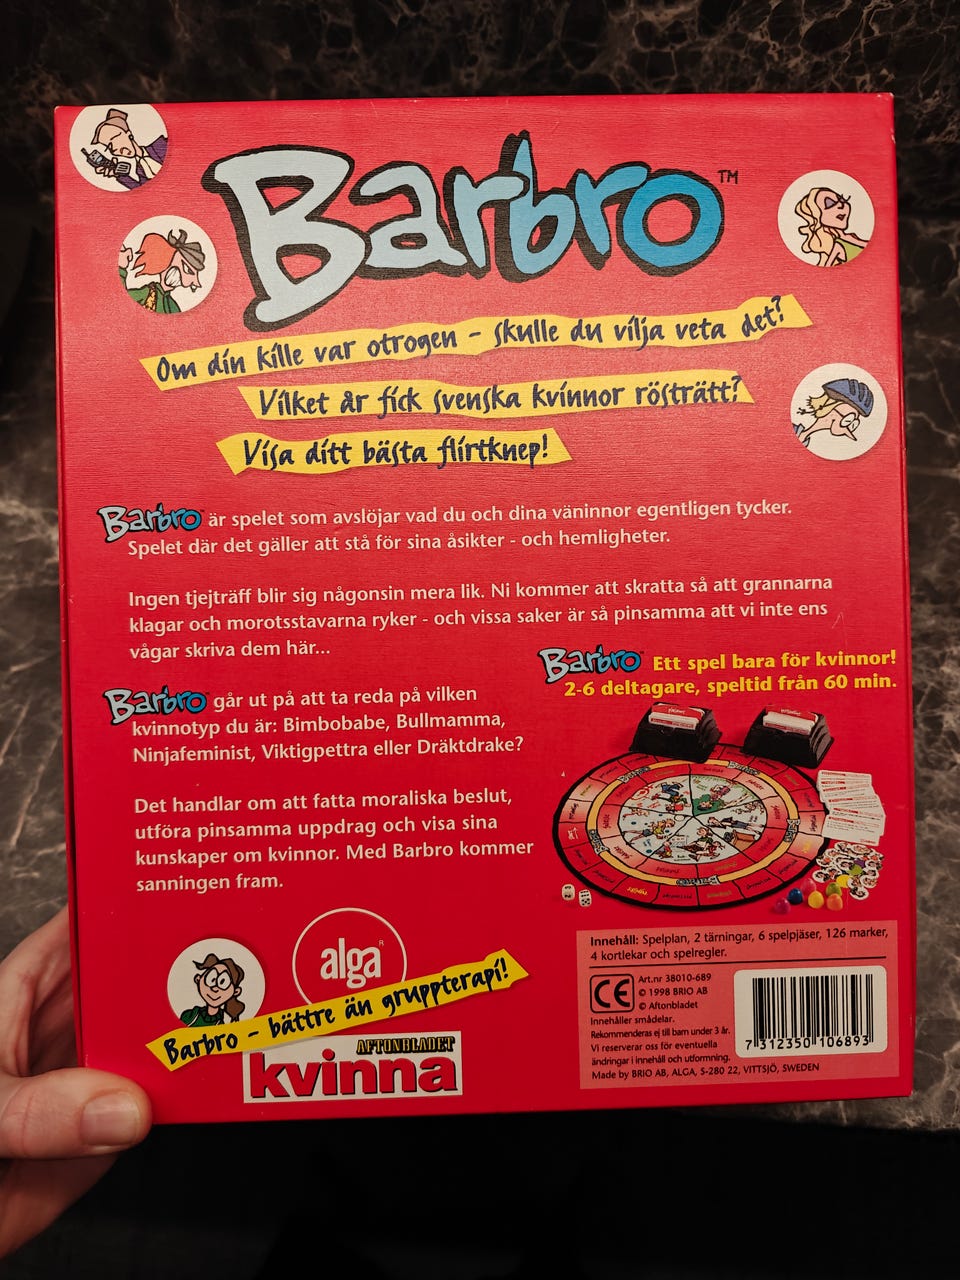 Barbro™
Om din kille var otrogen - skulle du vilja veta det?
Vilket år fick svenska kvinnor rösträtt?
Visa ditt bästa flirtknep!
Barbro™ är spelet som avslöjar vad du och dina väninnor egentligen tycker.
Spelet där det gäller att stå för sina åsikter - och hemligheter.
Ingen tjejträff blir sig någonsin mera lik. Ni kommer att skratta så att grannarna
klagar och morotsstavarna ryker - och vissa saker är så pinsamma att vi inte ens
vågar skriva dem här...
Barbro™ går ut på att ta reda på vilken
kvinnotyp du är: Bimbobabe, Bullmamma,
Ninjafeminist, Viktigpettra eller Dräktdrake?
Det handlar om att fatta moraliska beslut,
utföra pinsamma uppdrag och visa sina
kunskaper om kvinnor. Med Barbro kommer
sanningen fram.
Barbro™ Ett spel bara för kvinnor!
2-6 deltagare, speltid från 60 min.
alga®
Barbro - bättre än gruppterapi!
AFTONBLADET
kvinna
Innehåll: Spelplan, 2 tärningar, 6 spelpjäser, 126 marker,
4 kortlekar och spelregler.
CE
Art.nr 38010-689
© 1998 BRIO AB
© Aftonbladet
Innehåller smådelar.
Rekommenderas ej till barn under 3 år.
Vi reserverar oss för eventuella
ändringar i innehåll och utformning.
Made by BRIO AB, ALGA, S-280 22, VITTSJÖ, SWEDEN
7 312350 106893